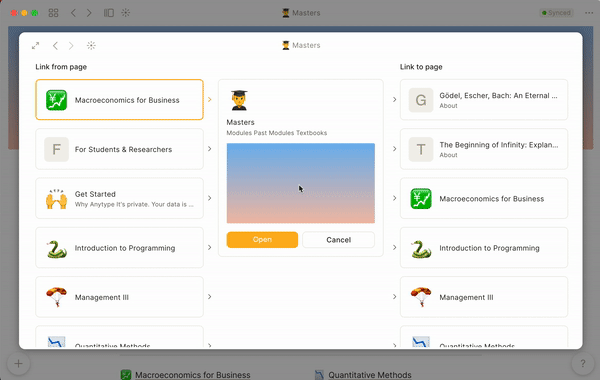 Masters
Synced
Masters
Link from page
Link to page
Macroeconomics for Business
F
For Students & Researchers
Get Started
Why Anytype It's private. Your data is ...
Introduction to Programming
Management III
Quantitative Methods
Masters
Modules Past Modules Textbooks
Open
Cancel
G
Gödel, Escher, Bach: An Eternal ...
About
T
The Beginning of Infinity: Explan...
About
Macroeconomics for Business
Introduction to Programming
Management III
Quantitative Methods
Macroeconomics for Business
Quantitative Methods
?